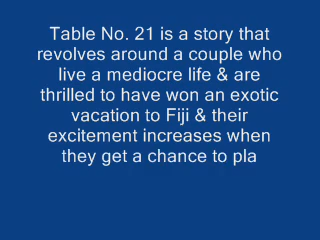 Table No. 21 is a story that
revolves around a couple who
live a mediocre life & are
thrilled to have won an exotic
vacation to Fiji & their
excitement increases when
they get a chance to pla